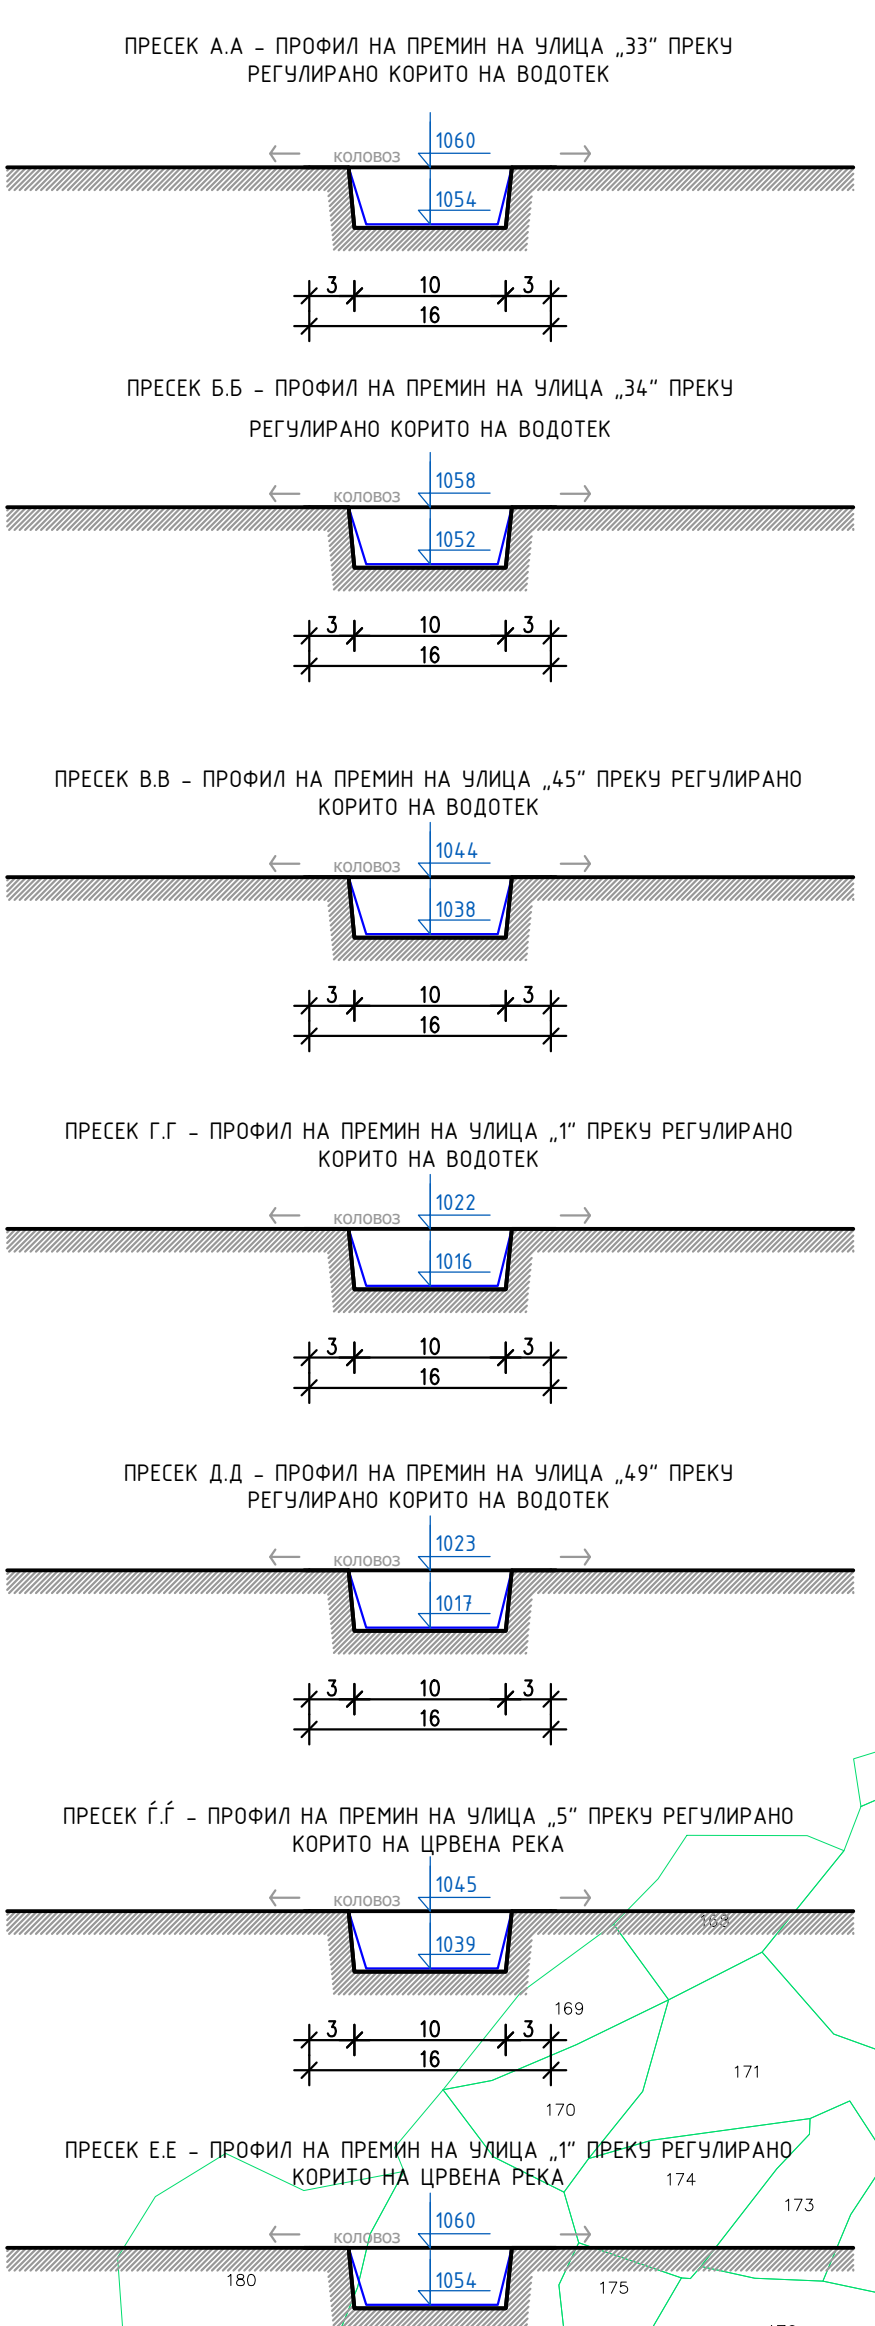 ПРЕСЕК А.А – ПРОФИЛ НА ПРЕМИН НА УЛИЦА „33“ ПРЕКУ
РЕГУЛИРАНО КОРИТО НА ВОДОТЕК
коловоз
1060
1054
3 10 3
16
ПРЕСЕК Б.Б – ПРОФИЛ НА ПРЕМИН НА УЛИЦА „34“ ПРЕКУ
РЕГУЛИРАНО КОРИТО НА ВОДОТЕК
коловоз
1058
1052
3 10 3
16
ПРЕСЕК В.В – ПРОФИЛ НА ПРЕМИН НА УЛИЦА „45“ ПРЕКУ РЕГУЛИРАНО
КОРИТО НА ВОДОТЕК
коловоз
1044
1038
3 10 3
16
ПРЕСЕК Г.Г – ПРОФИЛ НА ПРЕМИН НА УЛИЦА „1“ ПРЕКУ РЕГУЛИРАНО
КОРИТО НА ВОДОТЕК
коловоз
1022
1016
3 10 3
16
ПРЕСЕК Д.Д – ПРОФИЛ НА ПРЕМИН НА УЛИЦА „49“ ПРЕКУ
РЕГУЛИРАНО КОРИТО НА ВОДОТЕК
коловоз
1023
1017
3 10 3
16
ПРЕСЕК Ѓ.Ѓ – ПРОФИЛ НА ПРЕМИН НА УЛИЦА „5“ ПРЕКУ РЕГУЛИРАНО
КОРИТО НА ЦРВЕНА РЕКА
коловоз
1045
168
1039
169
3 10 3
16
171
170
ПРЕСЕК Е.Е – ПРОФИЛ НА ПРЕМИН НА УЛИЦА „1“ ПРЕКУ РЕГУЛИРАНО
КОРИТО НА ЦРВЕНА РЕКА
174
173
коловоз
1060
180
1054
175